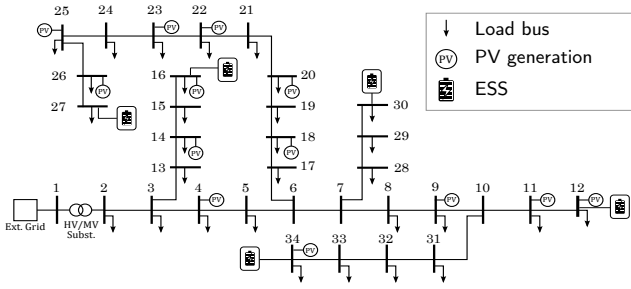 25 24 23 22 21
PV PV PV
Load bus
PV PV generation
ESS
26 16 20 30
PV PV PV
27 15 19 29
14 18
PV PV
13 17 28
1 2 3 4 5 6 7 8 9 10 11 12
PV PV PV PV
Ext. Grid
HV/MV
Subst.
34 33 32 31
PV